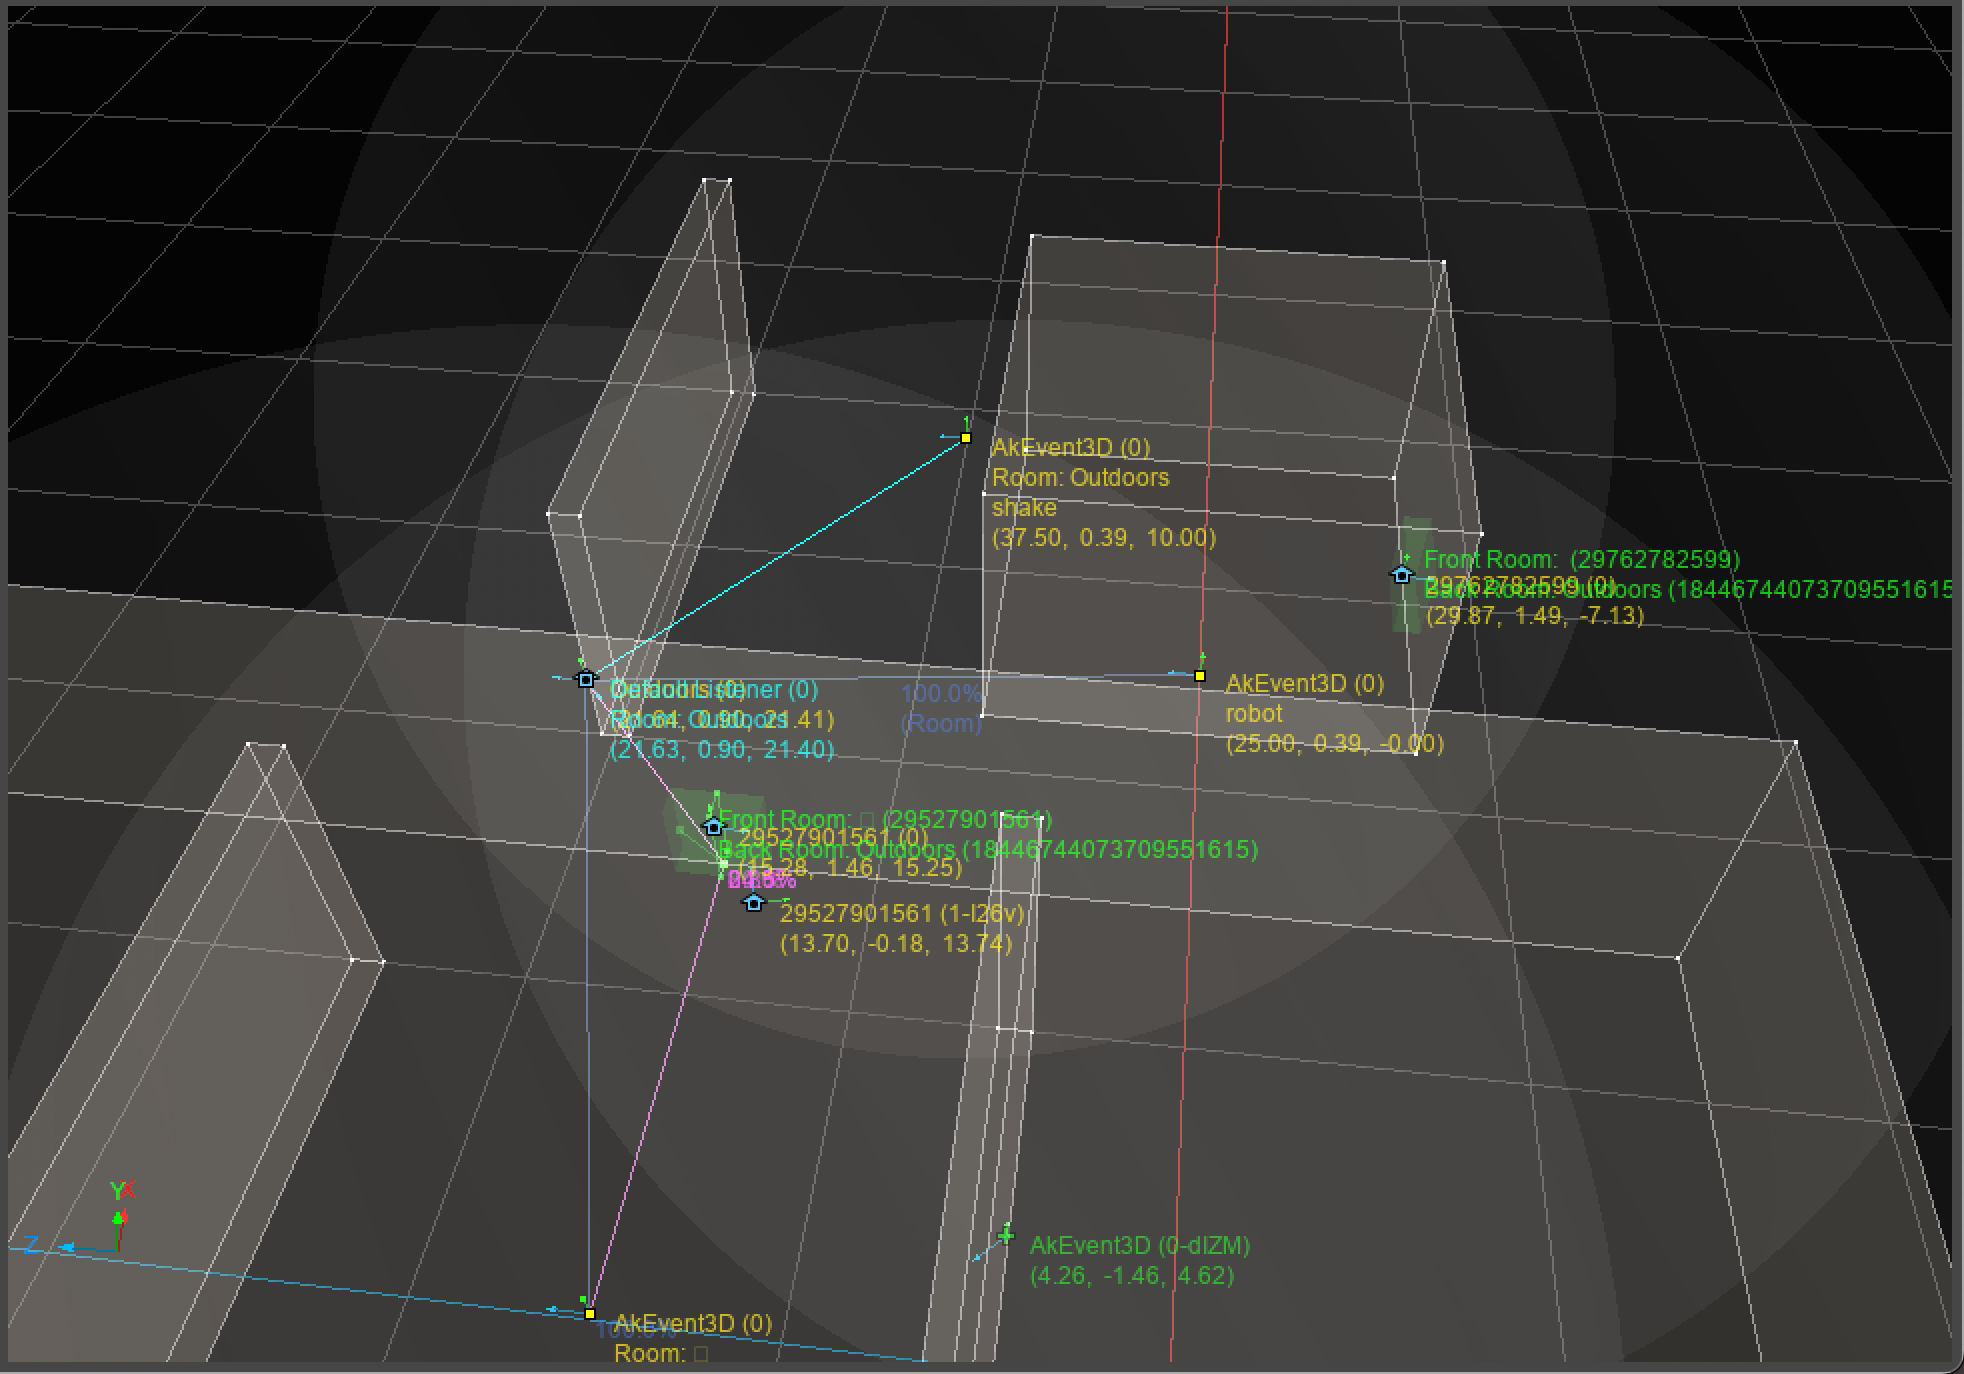 AkEvent3D (0)
Room: Outdoors
shake
(37.50, 0.39, 10.00)
Front Room: (29762782599)
29762782599 (0)
Back Room: Outdoors (18446744073709551615
(29.87, 1.49, -7.13)
Default Listener (0)
Room: Outdoors
(21.63, 0.90, 21.40)
100.0%
(Room)
AkEvent3D (0)
robot
(25.00, 0.39, -0.00)
Front Room: (29527901561)
29527901561 (0)
Back Room: Outdoors (18446744073709551615)
(15.28, 1.46, 15.25)
29527901561 (1-I26v)
(13.70, -0.18, 13.74)
Y X
Z
AkEvent3D (0-dIZM)
(4.26, -1.46, 4.62)
AkEvent3D (0)
100.0%
Room: